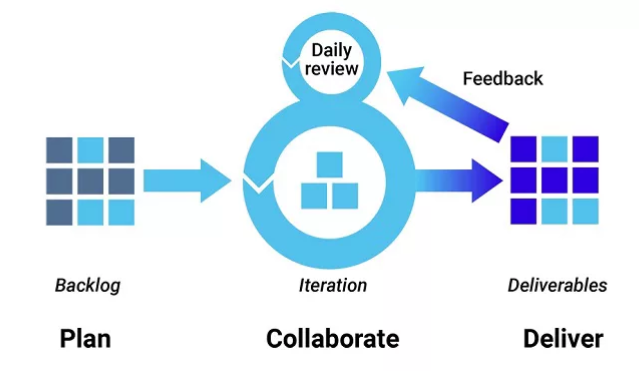 Daily
review
Feedback
Backlog
Iteration
Deliverables
Plan
Collaborate
Deliver